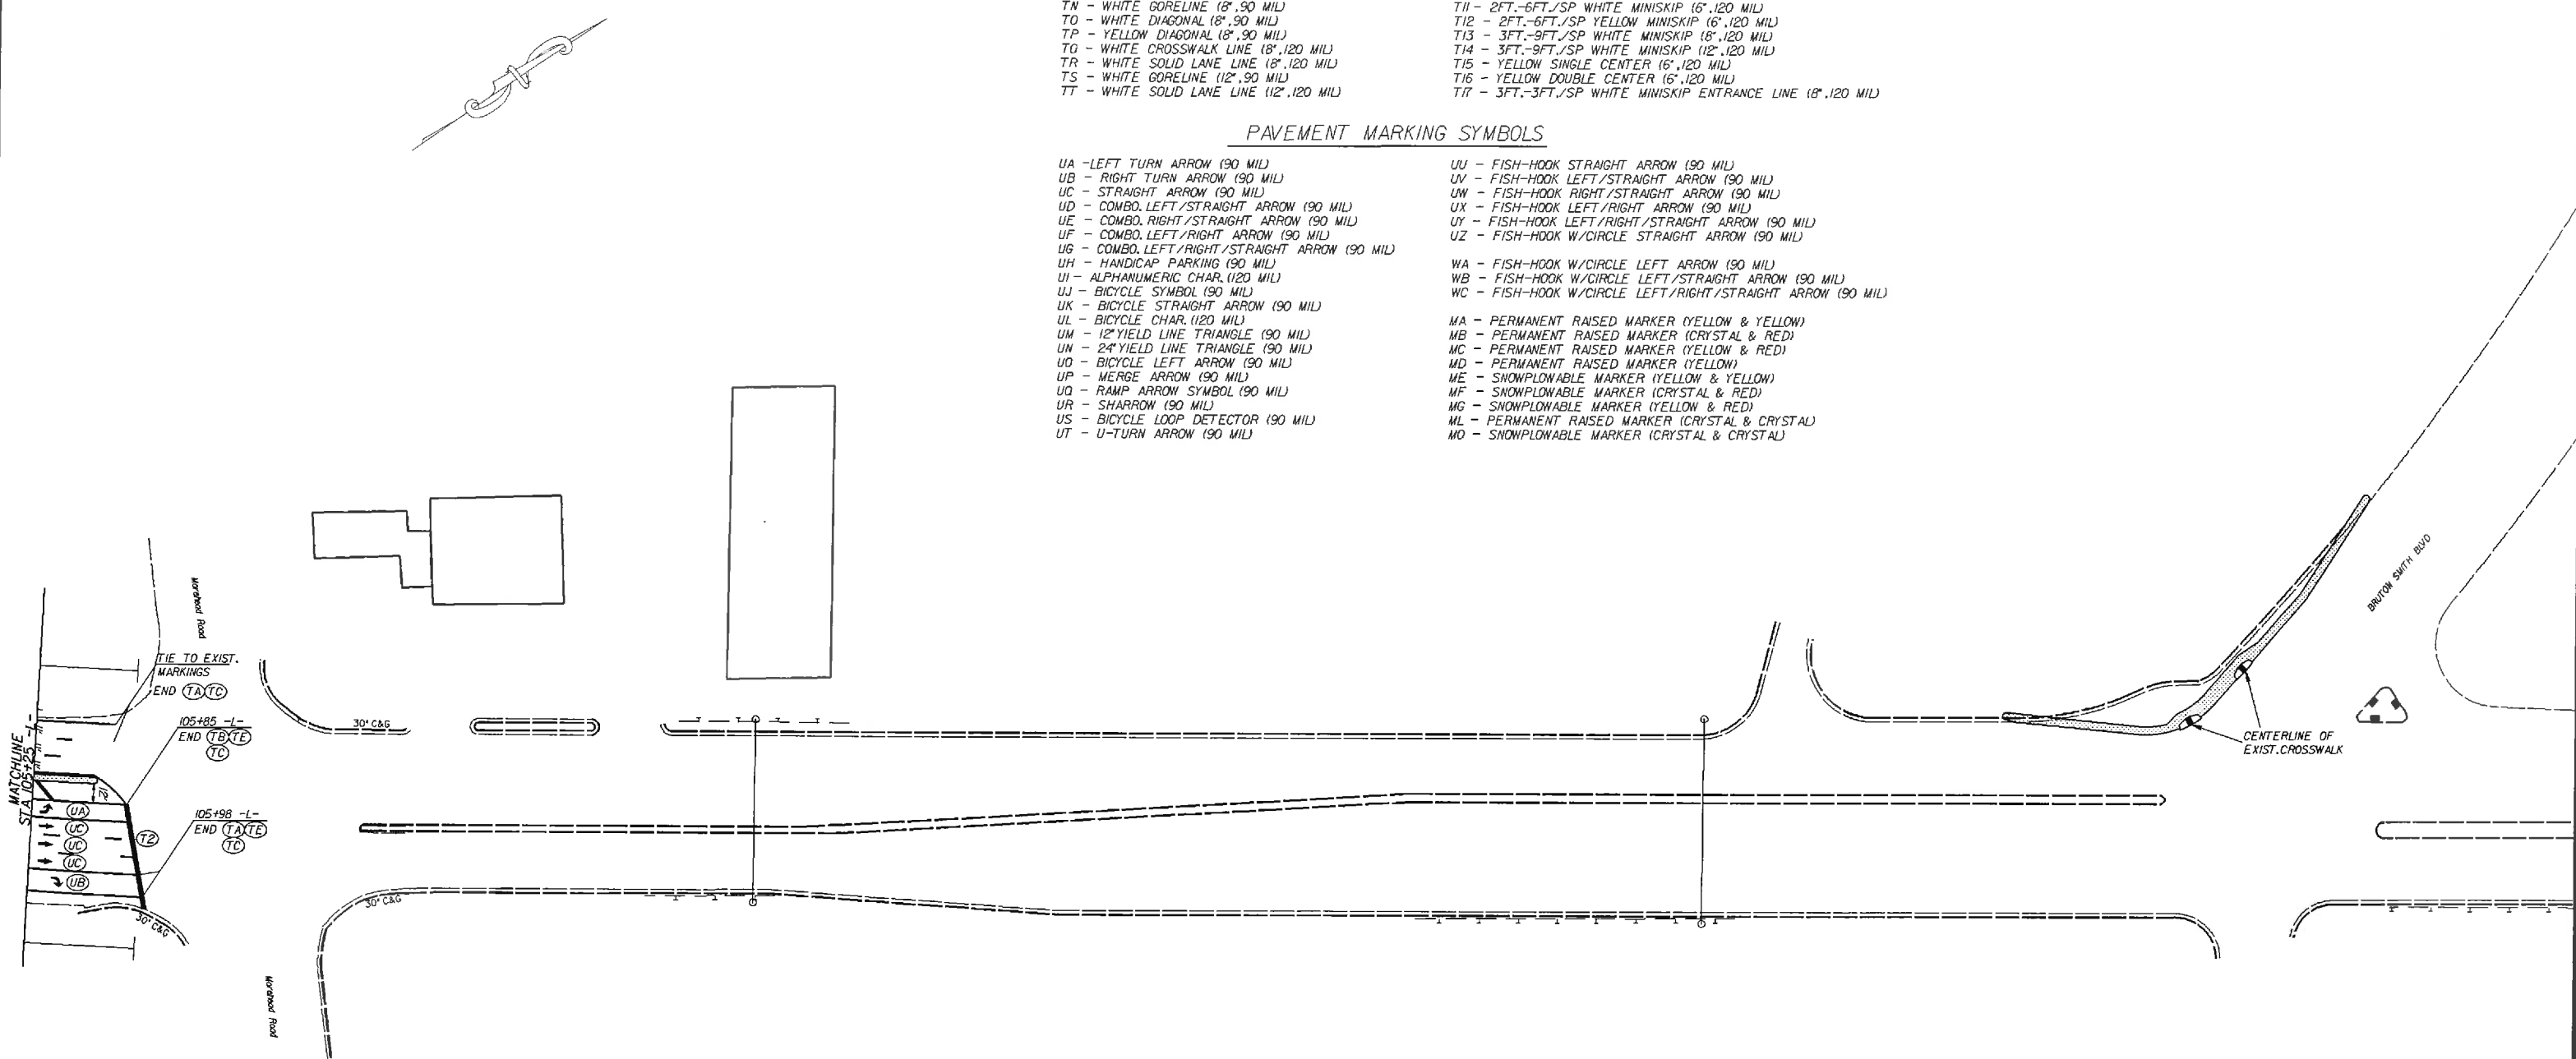 TN - WHITE GORELINE (8",90 MIL)
TO - WHITE DIAGONAL (8",90 MIL)
TP - YELLOW DIAGONAL (8",90 MIL)
TQ - WHITE CROSSWALK LINE (8",120 MIL)
TR - WHITE SOLID LANE LINE (8",120 MIL)
TS - WHITE GORELINE (12",90 MIL)
TT - WHITE SOLID LANE LINE (12",120 MIL)
T11 - 2FT.-6FT./SP WHITE MINISKIP (6",120 MIL)
T12 - 2FT.-6FT./SP YELLOW MINISKIP (6",120 MIL)
T13 - 3FT.-9FT./SP WHITE MINISKIP (8",120 MIL)
T14 - 3FT.-9FT./SP WHITE MINISKIP (12",120 MIL)
T15 - YELLOW SINGLE CENTER (6",120 MIL)
T16 - YELLOW DOUBLE CENTER (6",120 MIL)
T17 - 3FT.-3FT./SP WHITE MINISKIP ENTRANCE LINE (8",120 MIL)
PAVEMENT MARKING SYMBOLS
UA -LEFT TURN ARROW (90 MIL)
UB - RIGHT TURN ARROW (90 MIL)
UC - STRAIGHT ARROW (90 MIL)
UD - COMBO. LEFT/STRAIGHT ARROW (90 MIL)
UE - COMBO. RIGHT/STRAIGHT ARROW (90 MIL)
UF - COMBO. LEFT/RIGHT ARROW (90 MIL)
UG - COMBO. LEFT/RIGHT/STRAIGHT ARROW (90 MIL)
UH - HANDICAP PARKING (90 MIL)
UI - ALPHANUMERIC CHAR. (120 MIL)
UJ - BICYCLE SYMBOL (90 MIL)
UK - BICYCLE STRAIGHT ARROW (90 MIL)
UL - BICYCLE CHAR. (120 MIL)
UM - 12" YIELD LINE TRIANGLE (90 MIL)
UN - 24" YIELD LINE TRIANGLE (90 MIL)
UO - BICYCLE LEFT ARROW (90 MIL)
UP - MERGE ARROW (90 MIL)
UQ - RAMP ARROW SYMBOL (90 MIL)
UR - SHARROW (90 MIL)
US - BICYCLE LOOP DETECTOR (90 MIL)
UT - U-TURN ARROW (90 MIL)
UU - FISH-HOOK STRAIGHT ARROW (90 MIL)
UV - FISH-HOOK LEFT/STRAIGHT ARROW (90 MIL)
UW - FISH-HOOK RIGHT/STRAIGHT ARROW (90 MIL)
UX - FISH-HOOK LEFT/RIGHT ARROW (90 MIL)
UY - FISH-HOOK LEFT/RIGHT/STRAIGHT ARROW (90 MIL)
UZ - FISH-HOOK W/CIRCLE STRAIGHT ARROW (90 MIL)
WA - FISH-HOOK W/CIRCLE LEFT ARROW (90 MIL)
WB - FISH-HOOK W/CIRCLE LEFT/STRAIGHT ARROW (90 MIL)
WC - FISH-HOOK W/CIRCLE LEFT/RIGHT/STRAIGHT ARROW (90 MIL)
MA - PERMANENT RAISED MARKER (YELLOW & YELLOW)
MB - PERMANENT RAISED MARKER (CRYSTAL & RED)
MC - PERMANENT RAISED MARKER (YELLOW & RED)
MD - PERMANENT RAISED MARKER (YELLOW)
ME - SNOWPLOWABLE MARKER (YELLOW & YELLOW)
MF - SNOWPLOWABLE MARKER (CRYSTAL & RED)
MG - SNOWPLOWABLE MARKER (YELLOW & RED)
ML - PERMANENT RAISED MARKER (CRYSTAL & CRYSTAL)
MO - SNOWPLOWABLE MARKER (CRYSTAL & CRYSTAL)
Morehead Road
TIE TO EXIST.
MARKINGS
END TA TC
105+85 -L-
END TB TE
TC
MATCHLINE
STA 105+25 -L-
12'
UA
UC
UC
UC
UB
T2
105+98 -L-
END TA TE
TC
30" C&G
30" C&G
30" C&G
Morehead Road
BRUTON SMITH BLVD
CENTERLINE OF
EXIST. CROSSWALK